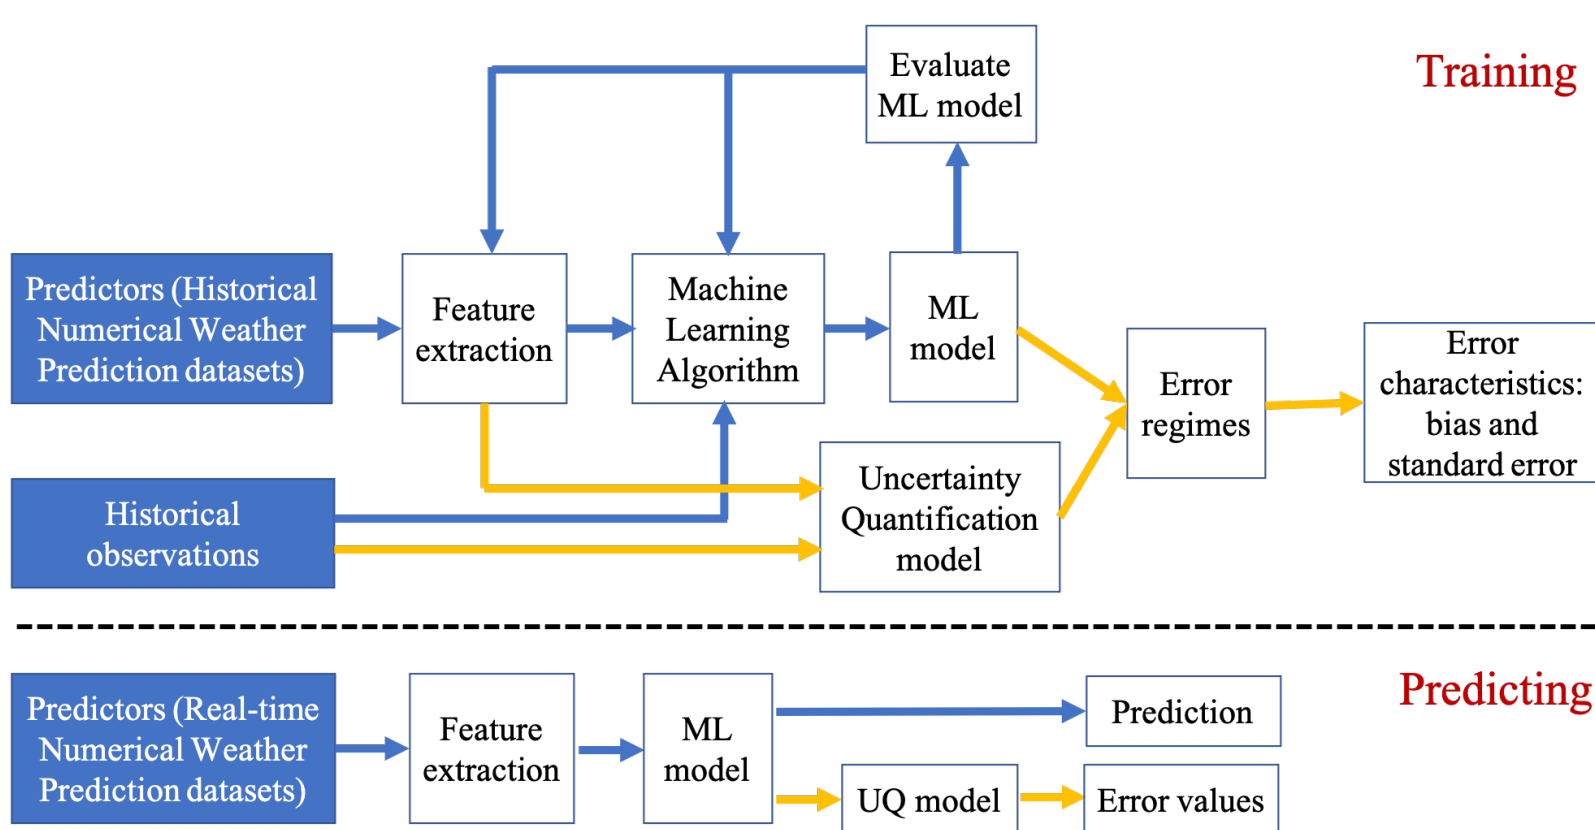 Training
Evaluate
ML model
Predictors (Historical
Numerical Weather
Prediction datasets)
Feature
extraction
Machine
Learning
Algorithm
ML
model
Error
regimes
Error
characteristics:
bias and
standard error
Historical
observations
Uncertainty
Quantification
model
Predicting
Predictors (Real-time
Numerical Weather
Prediction datasets)
Feature
extraction
ML
model
Prediction
UQ model
Error values